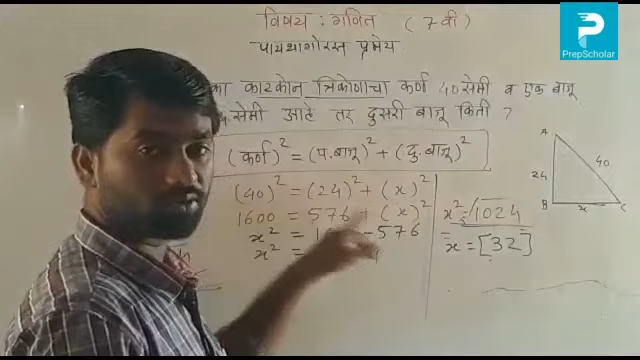 विषय : गणित ( 7 वी )
पायथागोरस प्रमेय
PrepScholar
का काटकोन त्रिकोणाचा कर्ण 40 सेमी व एक बाजू
सेमी आहे तर दुसरी बाजू किती ?
(कर्ण)² = (प. बाजू)² + (दु. बाजू)²
(40)² = (24)² + (x)²
1600 = 576 + (x)²
x² = 1 - 576
x² =
x² = √1024
x = [32]
A
24
40
B
x
C